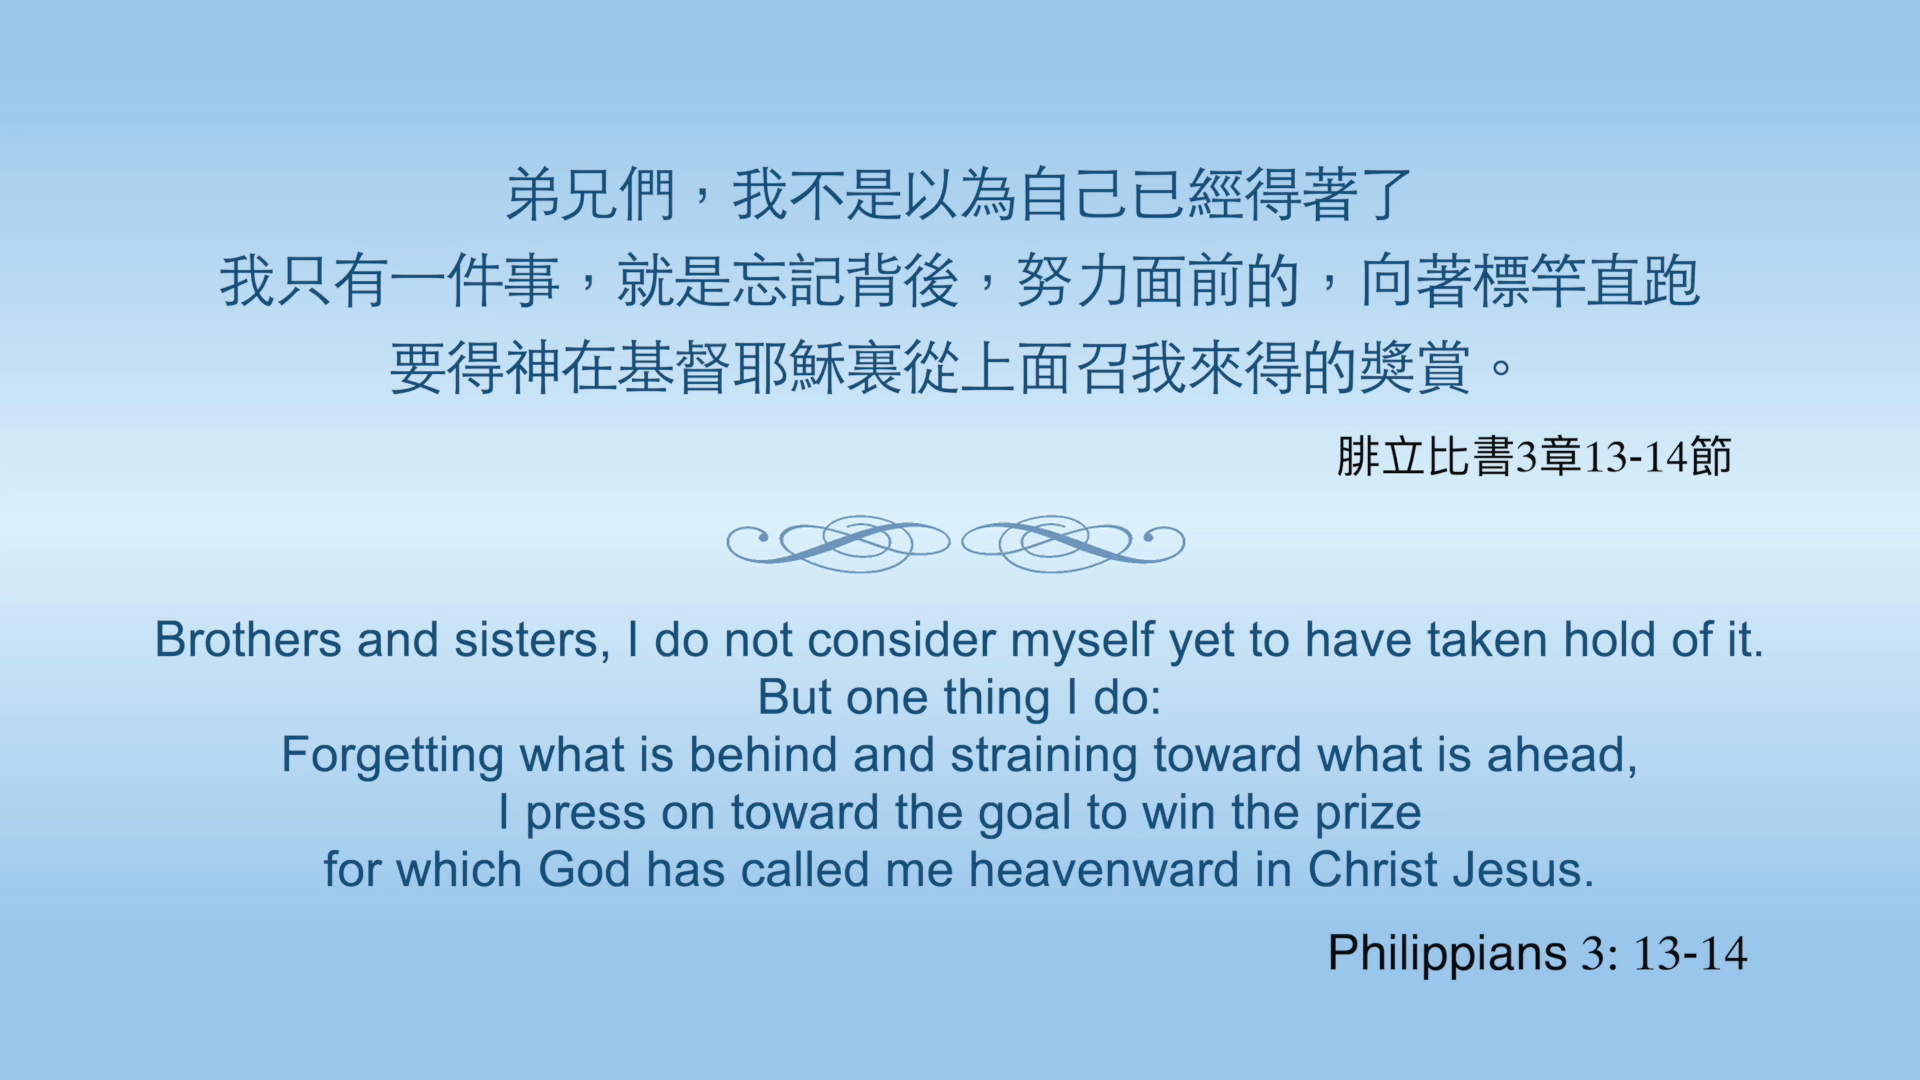 弟兄們，我不是以為自己已經得著了
我只有一件事，就是忘記背後，努力面前的，向著標竿直跑
要得神在基督耶穌裏從上面召我來得的獎賞。
腓立比書3章13-14節
Brothers and sisters, I do not consider myself yet to have taken hold of it.
But one thing I do:
Forgetting what is behind and straining toward what is ahead,
I press on toward the goal to win the prize
for which God has called me heavenward in Christ Jesus.
Philippians 3: 13-14